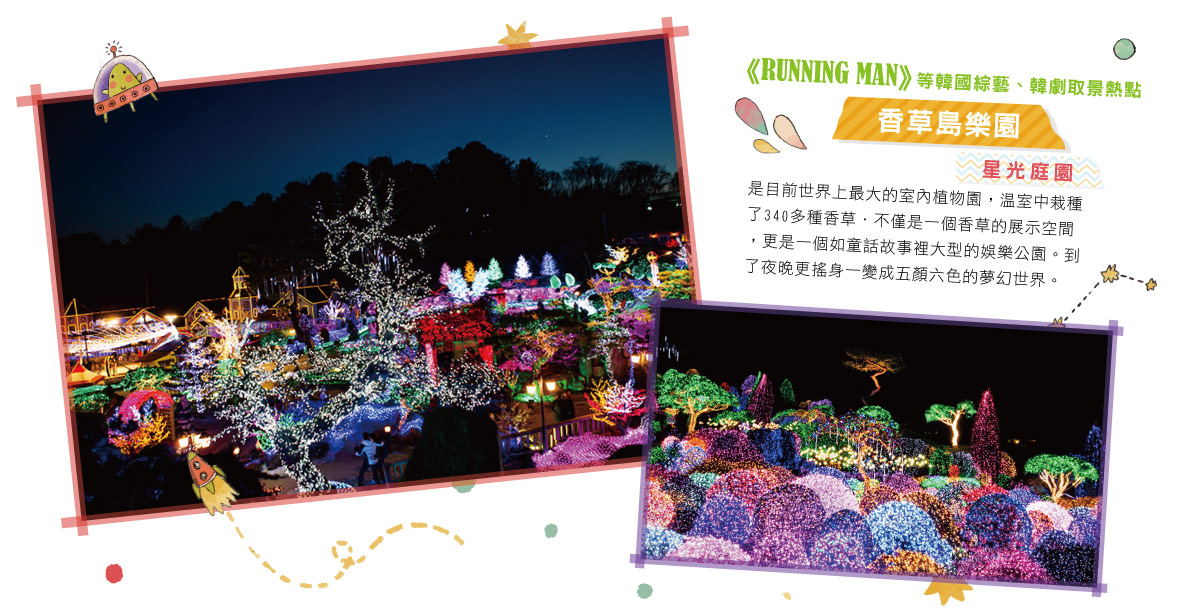 《RUNNING MAN》等韓國綜藝、韓劇取景熱點
香草島樂園
星光庭園
是目前世界上最大的室內植物園，温室中栽種
了340多種香草．不僅是一個香草的展示空間
，更是一個如童話故事裡大型的娛樂公園。到
了夜晚更搖身一變成五顏六色的夢幻世界。